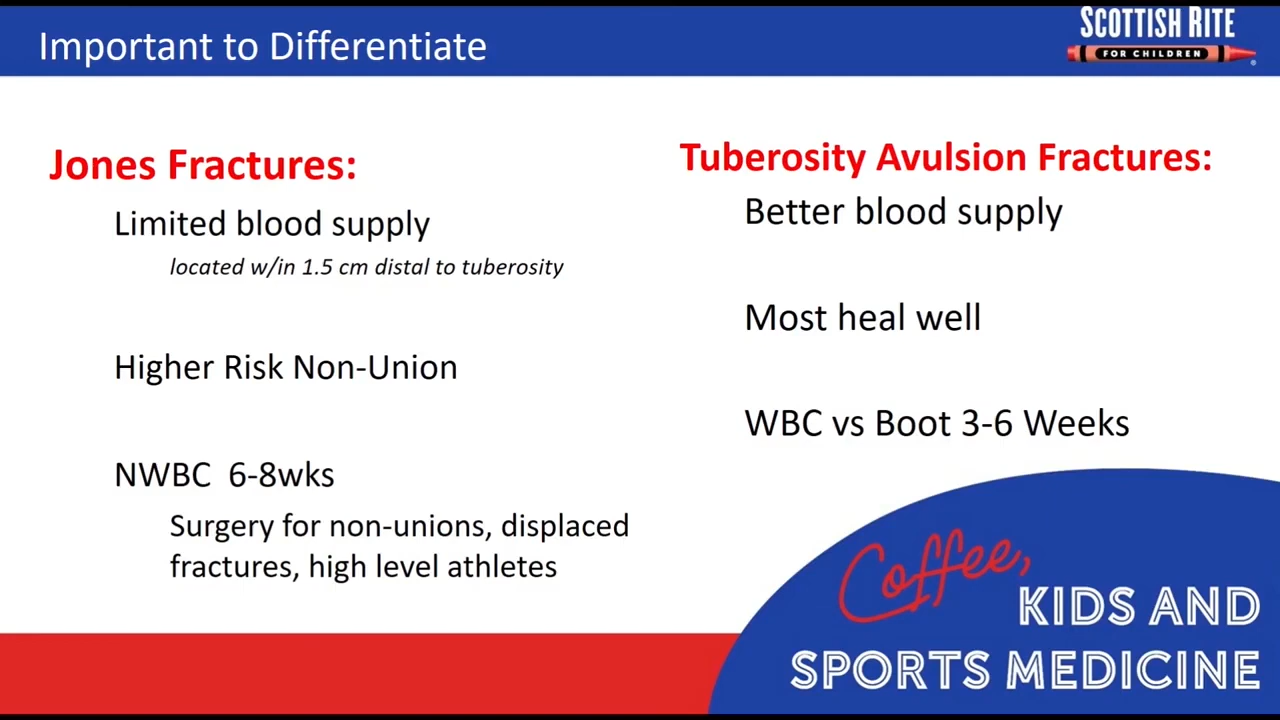 Important to Differentiate
SCOTTISH RITE
FOR CHILDREN
Jones Fractures:
Limited blood supply
located w/in 1.5 cm distal to tuberosity
Higher Risk Non-Union
NWBC 6-8wks
Surgery for non-unions, displaced
fractures, high level athletes
Tuberosity Avulsion Fractures:
Better blood supply
Most heal well
WBC vs Boot 3-6 Weeks
Coffee,
KIDS AND
SPORTS MEDICINE